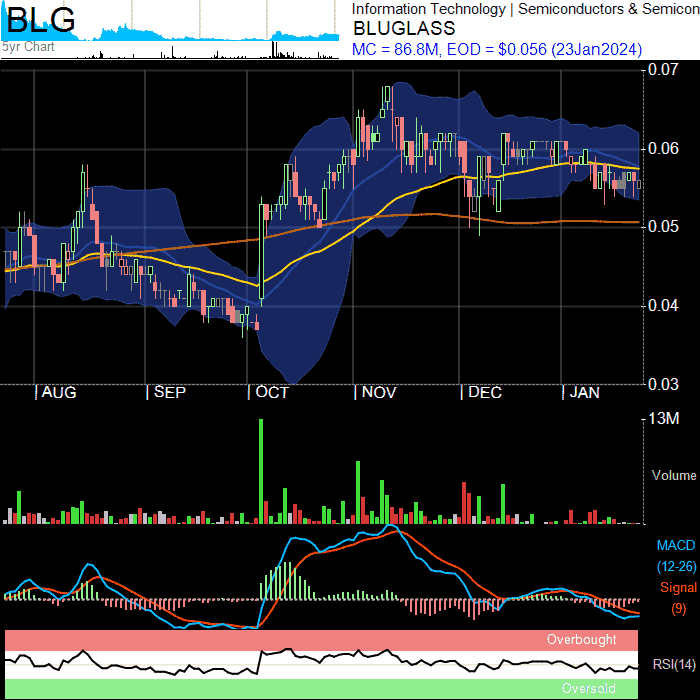 BLG
5yr Chart
Information Technology | Semiconductors & Semicon
BLUGLASS
MC = 86.8M, EOD = $0.056 (23Jan2024)
0.07
0.06
0.05
0.04
0.03
| AUG | SEP | OCT | NOV | DEC | JAN
13M
Volume
MACD
(12-26)
Signal
(9)
Overbought
RSI(14)
Oversold